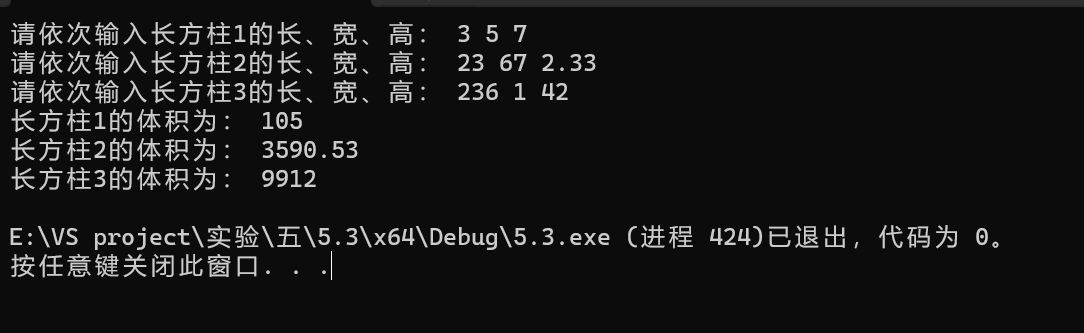 请依次输入长方柱1的长、宽、高： 3 5 7
请依次输入长方柱2的长、宽、高： 23 67 2.33
请依次输入长方柱3的长、宽、高： 236 1 42
长方柱1的体积为： 105
长方柱2的体积为： 3590.53
长方柱3的体积为： 9912
E:\VS project\实验\五\5.3\x64\Debug\5.3.exe (进程 424)已退出，代码为 0。
按任意键关闭此窗口. . .